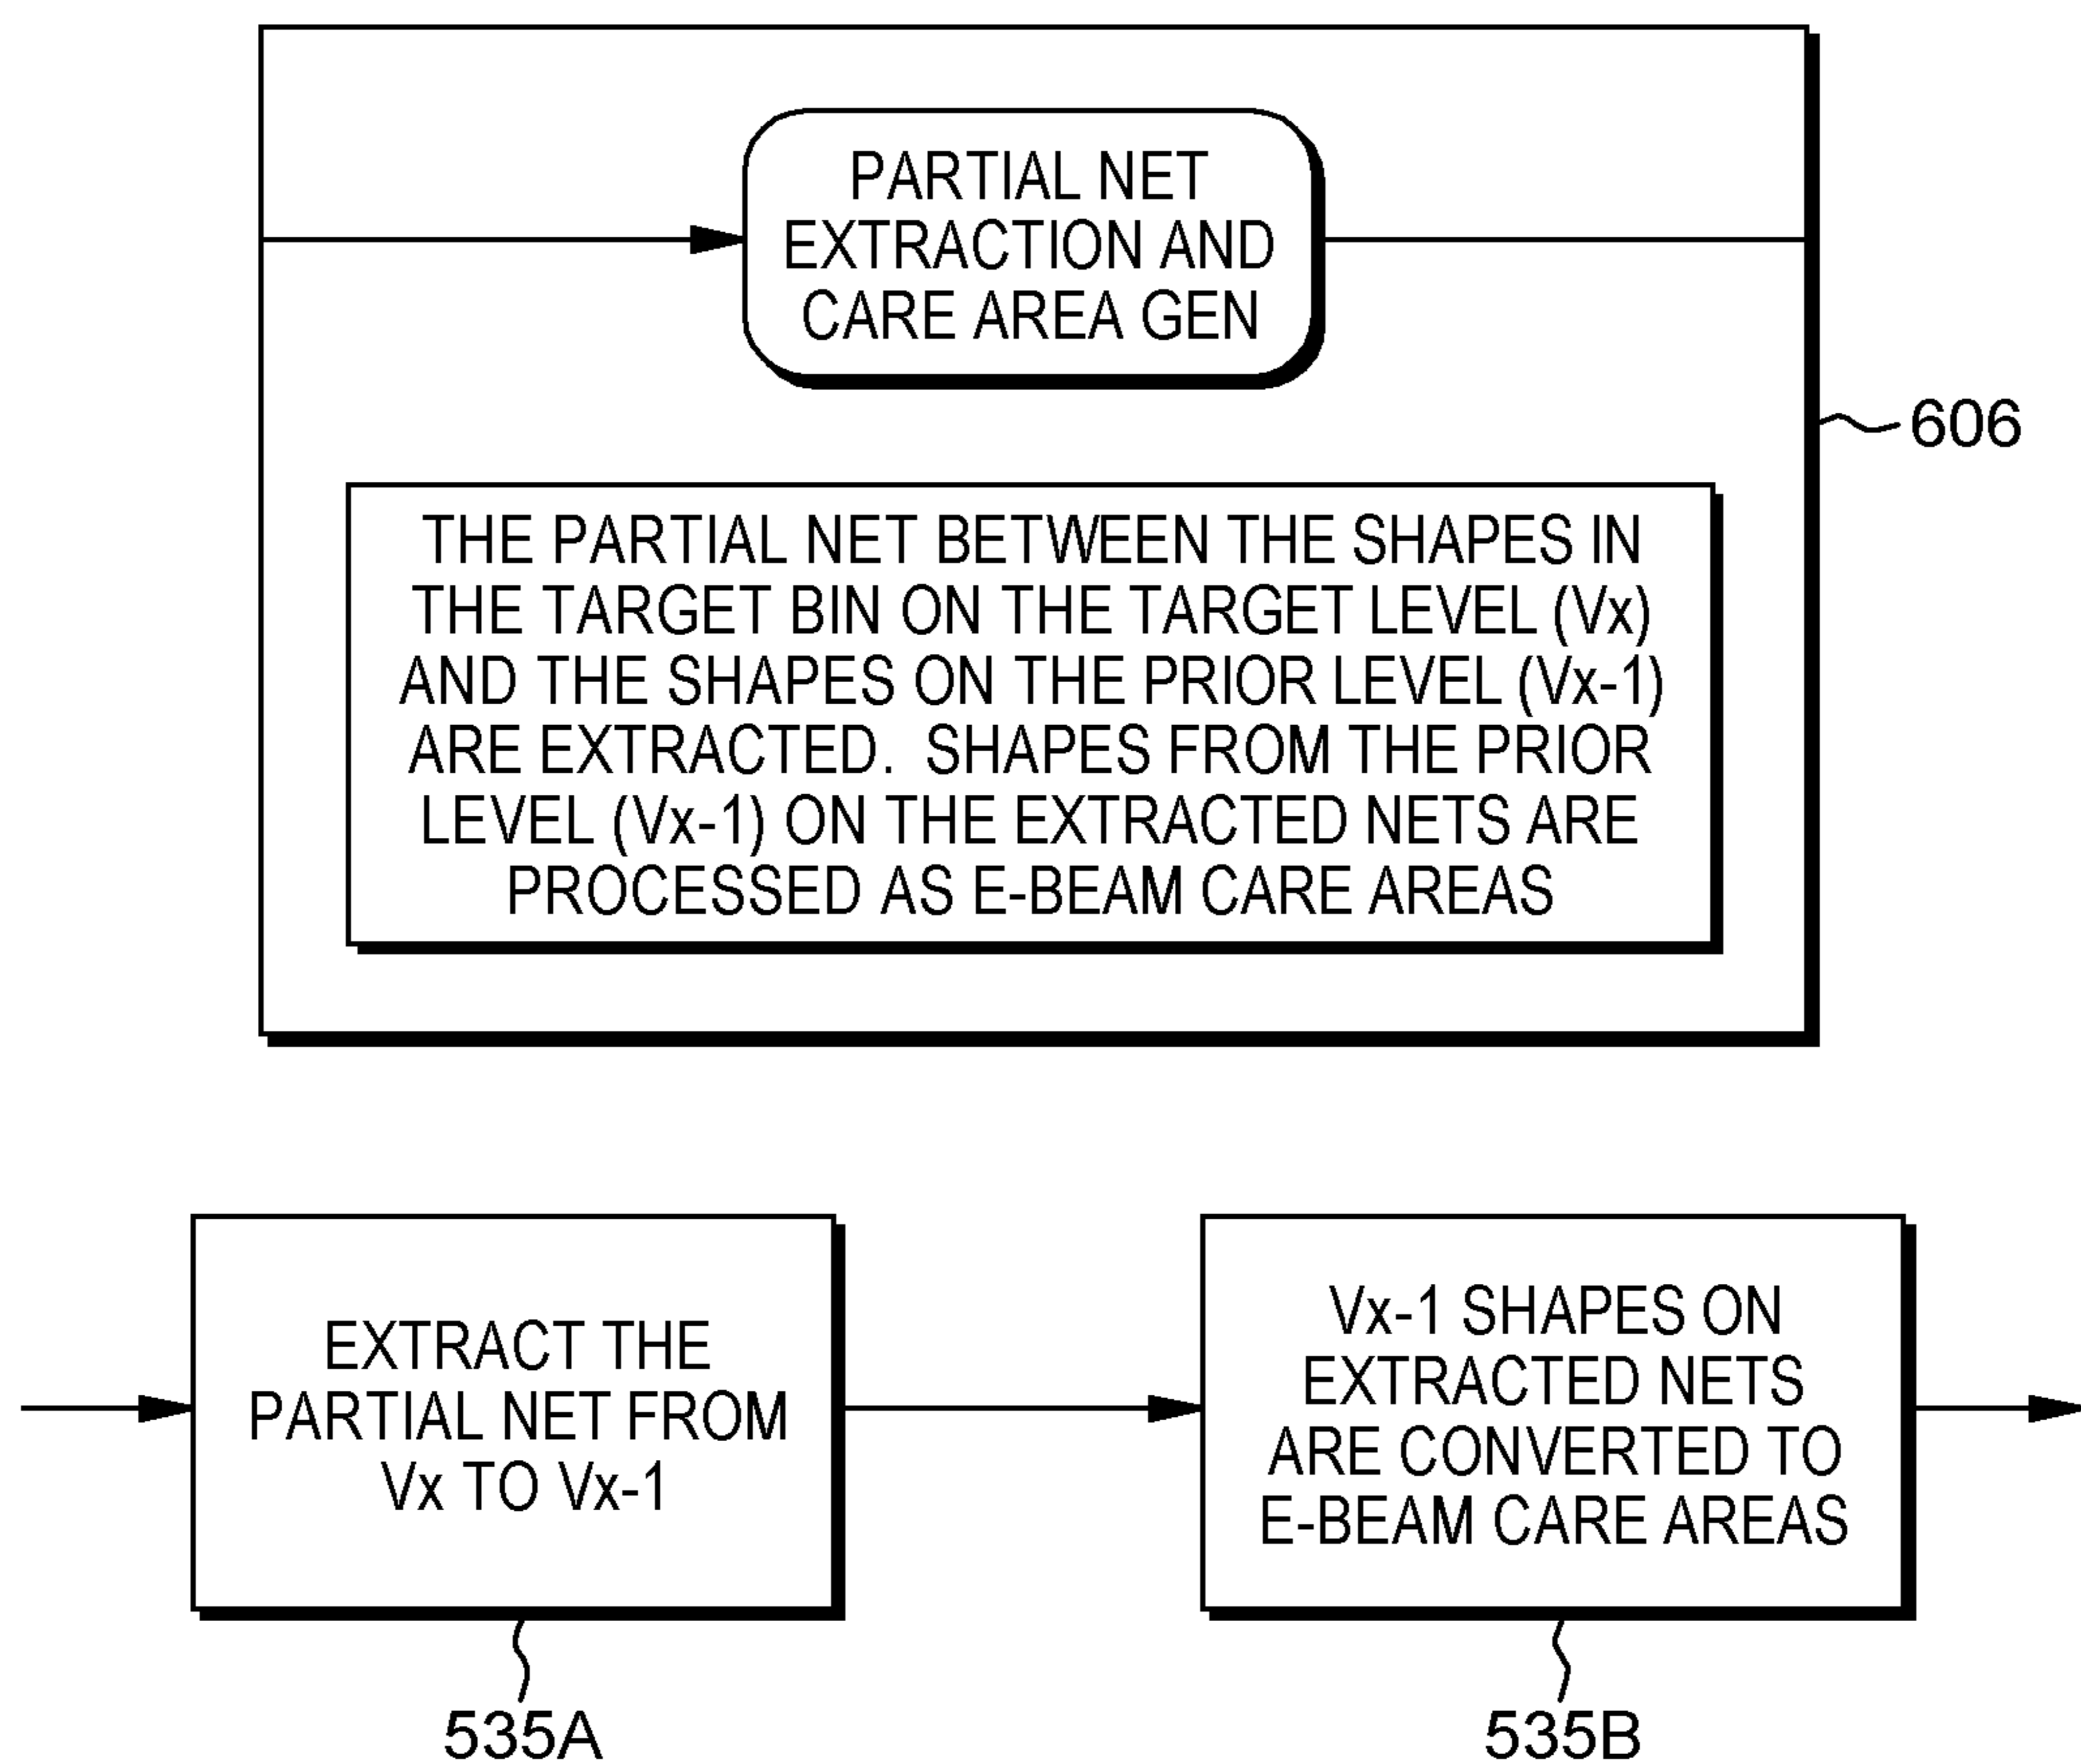 PARTIAL NET
EXTRACTION AND
CARE AREA GEN
606
THE PARTIAL NET BETWEEN THE SHAPES IN
THE TARGET BIN ON THE TARGET LEVEL (Vx)
AND THE SHAPES ON THE PRIOR LEVEL (Vx-1)
ARE EXTRACTED. SHAPES FROM THE PRIOR
LEVEL (Vx-1) ON THE EXTRACTED NETS ARE
PROCESSED AS E-BEAM CARE AREAS
EXTRACT THE
PARTIAL NET FROM
Vx TO Vx-1
535A
Vx-1 SHAPES ON
EXTRACTED NETS
ARE CONVERTED TO
E-BEAM CARE AREAS
535B